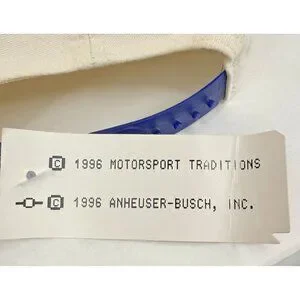 © 1996 MOTORSPORT TRADITIONS
© 1996 ANHEUSER-BUSCH, INC.